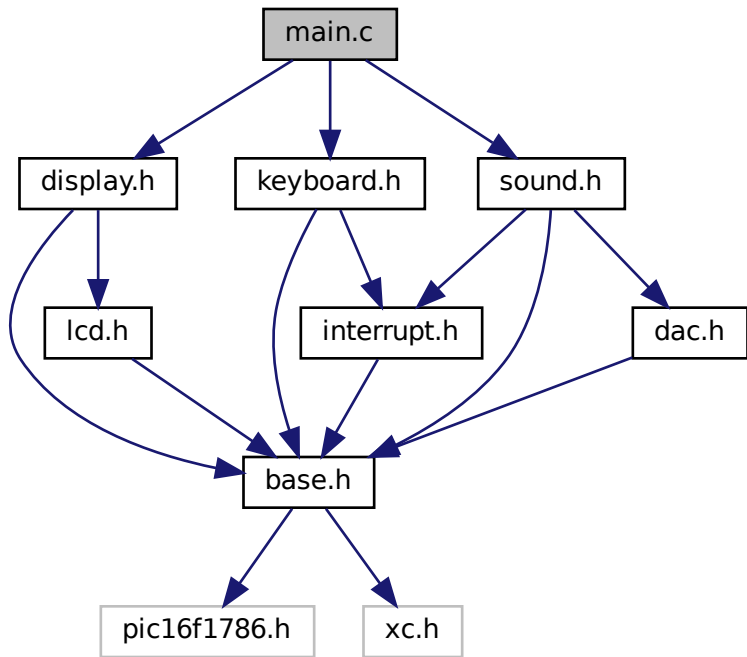 main.c
display.h
keyboard.h
sound.h
lcd.h
interrupt.h
dac.h
base.h
pic16f1786.h
xc.h